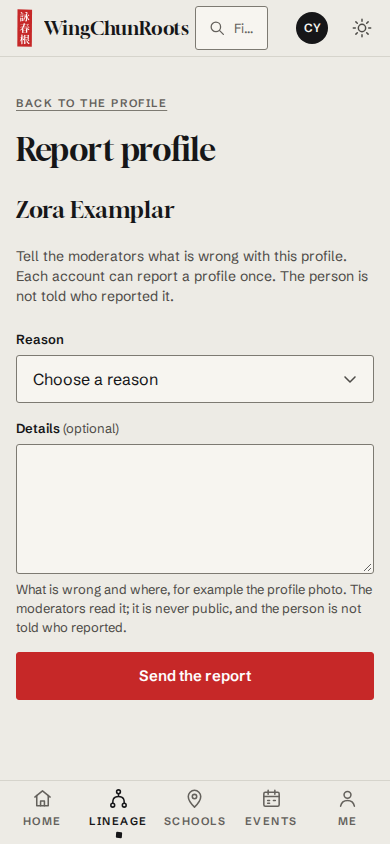 詠春根
WingChunRoots
Fi...
CY
BACK TO THE PROFILE
Report profile
Zora Examplar
Tell the moderators what is wrong with this profile.
Each account can report a profile once. The person is
not told who reported it.
Reason
Choose a reason
Details (optional)
What is wrong and where, for example the profile photo. The
moderators read it; it is never public, and the person is not
told who reported.
Send the report
HOME
LINEAGE
SCHOOLS
EVENTS
ME